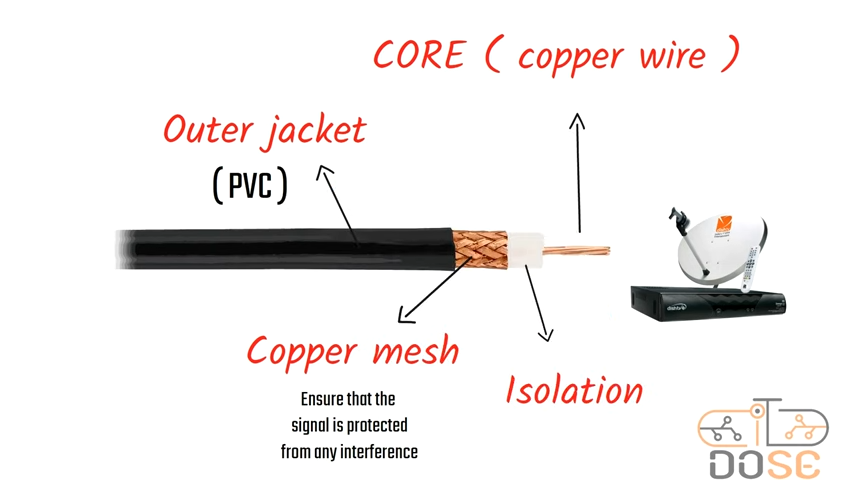 CORE ( copper wire )
Outer jacket
(PVC)
Copper mesh
Ensure that the
signal is protected
from any interference
Isolation
dishtv
iT
DOSE